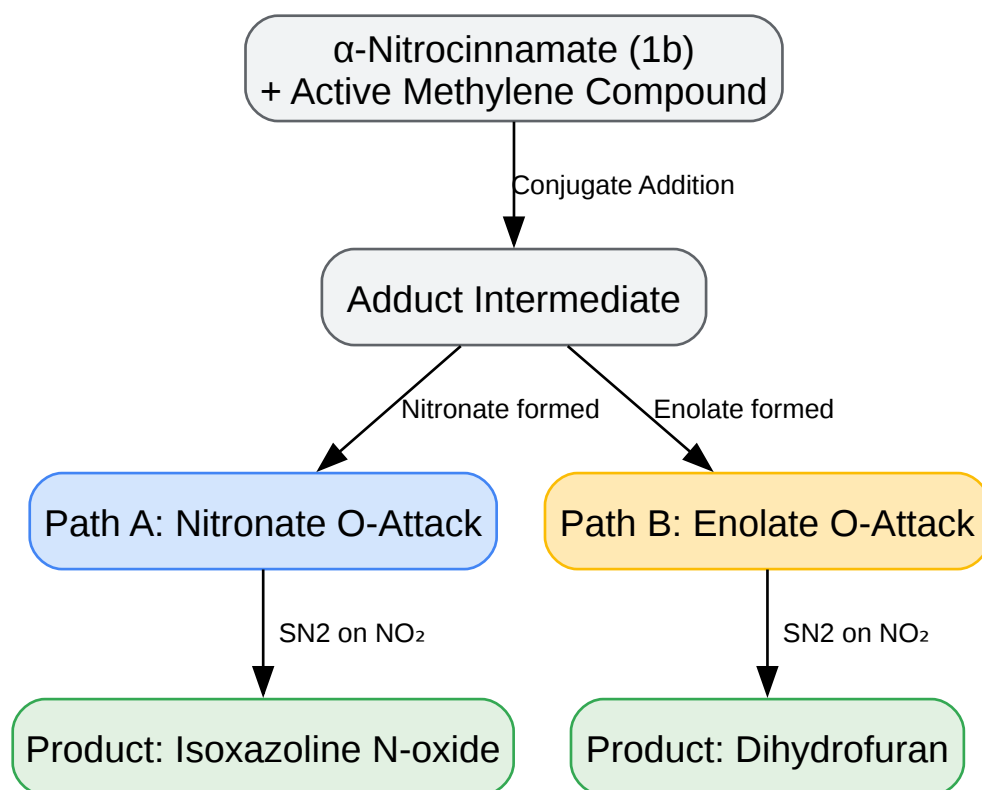 α-Nitrocinnamate (1b)
+ Active Methylene Compound
Conjugate Addition
Adduct Intermediate
Nitronate formed
Enolate formed
Path A: Nitronate O-Attack
Path B: Enolate O-Attack
SN2 on NO₂
SN2 on NO₂
Product: Isoxazoline N-oxide
Product: Dihydrofuran